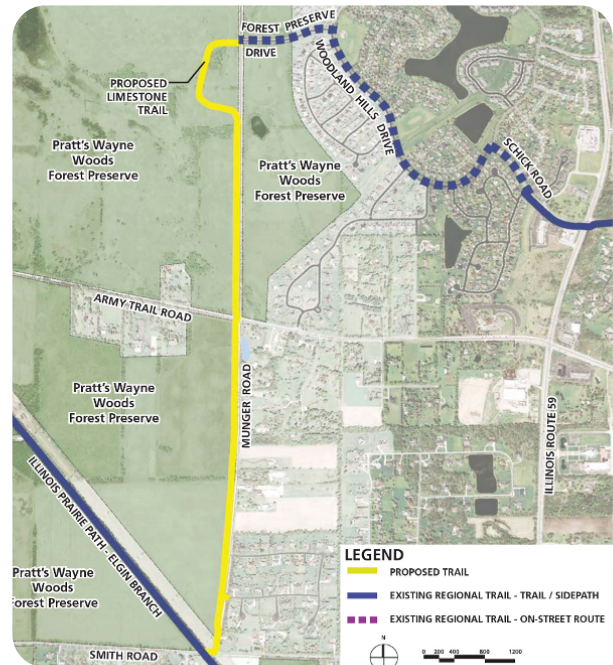 FOREST PRESERVE
DRIVE
PROPOSED
LIMESTONE
TRAIL
WOODLAND HILLS DRIVE
SCHICK ROAD
Pratt's Wayne
Woods
Forest Preserve
Pratt's Wayne
Woods
Forest Preserve
ARMY TRAIL ROAD
MUNGER ROAD
Pratt's Wayne
Woods
Forest Preserve
ILLINOIS ROUTE 59
ILLINOIS PRAIRIE PATH - ELGIN BRANCH
Pratt's Wayne
Woods
Forest Preserve
SMITH ROAD
LEGEND
PROPOSED TRAIL
EXISTING REGIONAL TRAIL - TRAIL / SIDEPATH
EXISTING REGIONAL TRAIL - ON-STREET ROUTE
N
0 200 400 800 1200